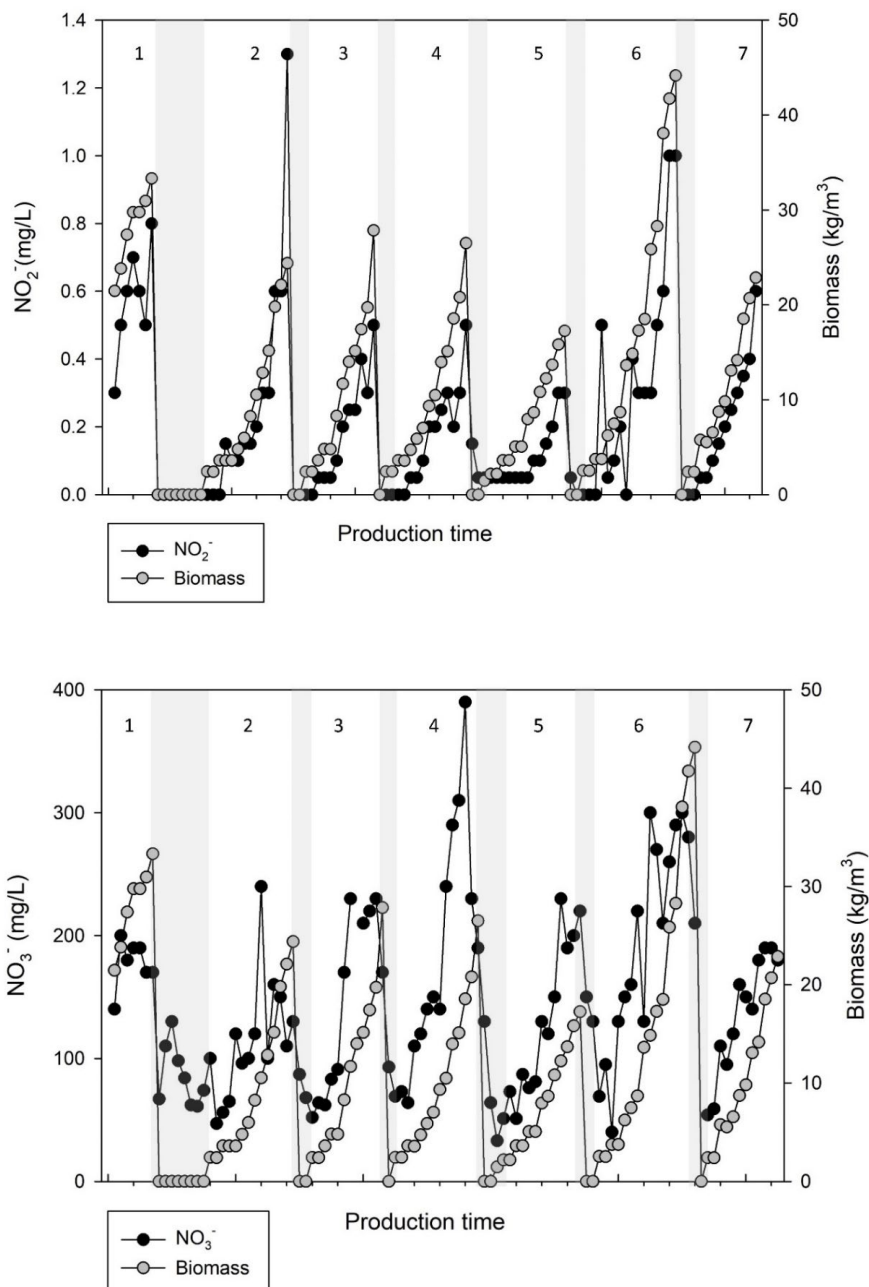 1.4
1.2
1.0
0.8
0.6
0.4
0.2
0.0
NO₂⁻ (mg/L)
1 2 3 4 5 6 7
50
40
30
20
10
0
Biomass (kg/m³)
Production time
NO₂⁻
Biomass
400
300
200
100
0
NO₃⁻ (mg/L)
1 2 3 4 5 6 7
50
40
30
20
10
0
Biomass (kg/m³)
Production time
NO₃⁻
Biomass